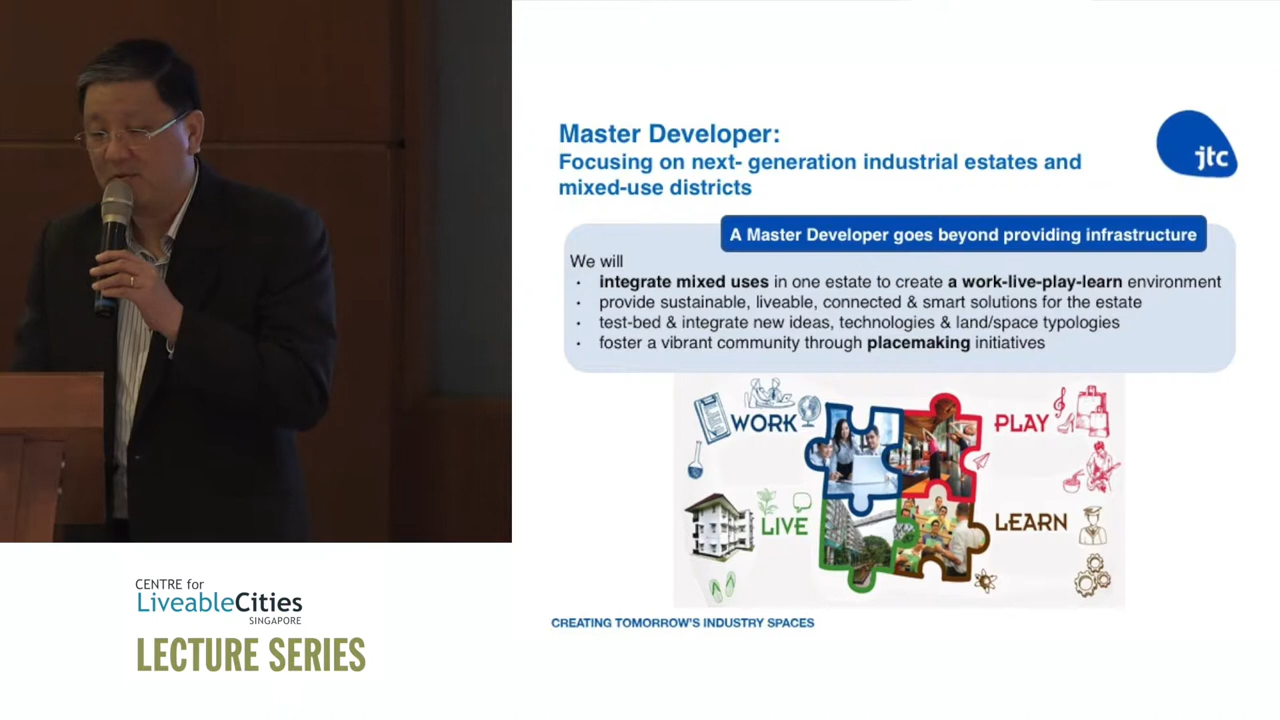 Master Developer:
Focusing on next- generation industrial estates and
mixed-use districts
jtc
A Master Developer goes beyond providing infrastructure
We will
· integrate mixed uses in one estate to create a work-live-play-learn environment
· provide sustainable, liveable, connected & smart solutions for the estate
· test-bed & integrate new ideas, technologies & land/space typologies
· foster a vibrant community through placemaking initiatives
WORK
PLAY
LIVE
LEARN
CREATING TOMORROW'S INDUSTRY SPACES
CENTRE for
LiveableCities
SINGAPORE
LECTURE SERIES